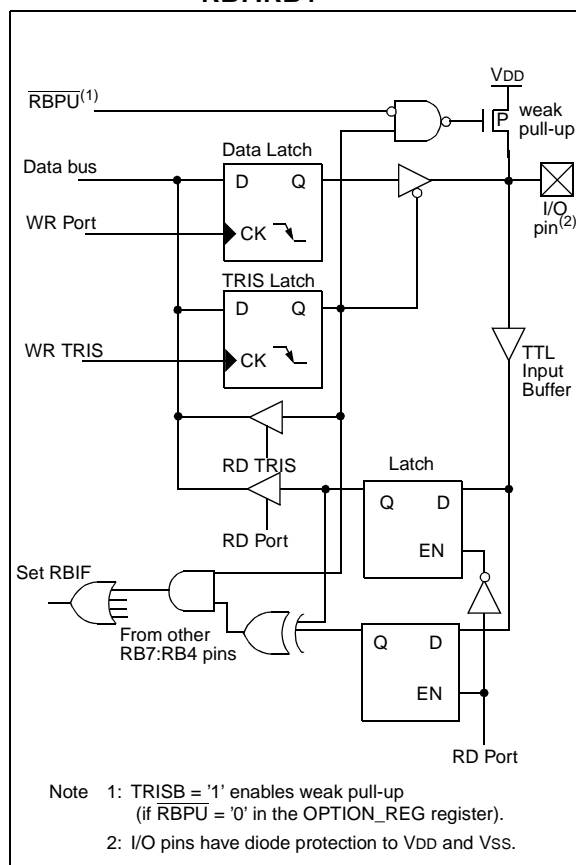 VDD
RBPU(1)
weak
pull-up
P
Data Latch
Data bus
D Q
WR Port
CK
I/O
pin(2)
TRIS Latch
D Q
WR TRIS
CK
TTL
Input
Buffer
RD TRIS
Latch
Q D
RD Port
EN
Set RBIF
From other
RB7:RB4 pins
Q D
EN
RD Port
Note 1: TRISB = '1' enables weak pull-up
(if RBPU = '0' in the OPTION_REG register).
2: I/O pins have diode protection to VDD and VSS.